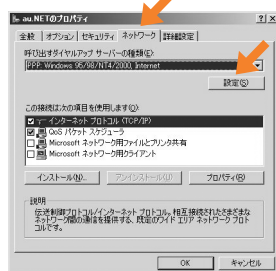 au.NETのプロパティ
全般 オプション セキュリティ ネットワーク 詳細設定
呼び出すダイヤルアップ サーバーの種類(E):
PPP: Windows 95/98/NT4/2000, Internet
設定(S)
この接続は次の項目を使用します(O):
インターネット プロトコル (TCP/IP)
QoS パケット スケジューラ
Microsoft ネットワーク用ファイルとプリンタ共有
Microsoft ネットワーク用クライアント
インストール(N)... アンインストール(U) プロパティ(R)
説明
伝送制御プロトコル/インターネット プロトコル。相互接続されたさまざまな
ネットワーク間の通信を提供する、既定のワイド エリア ネットワーク プロト
コルです。
OK キャンセル